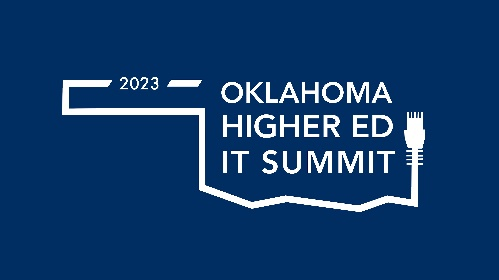 2023
OKLAHOMA
HIGHER ED
IT SUMMIT